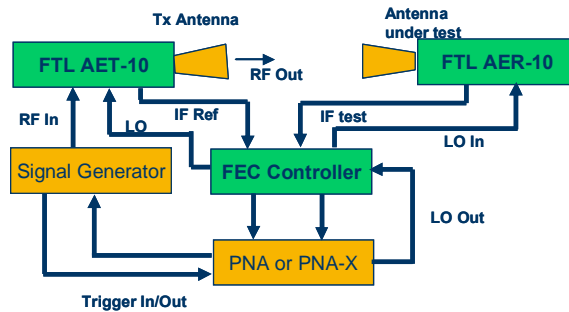 Tx Antenna
Antenna
under test
FTL AET-10
RF Out
FTL AER-10
RF In
LO
IF Ref
IF test
LO In
Signal Generator
FEC Controller
LO Out
PNA or PNA-X
Trigger In/Out